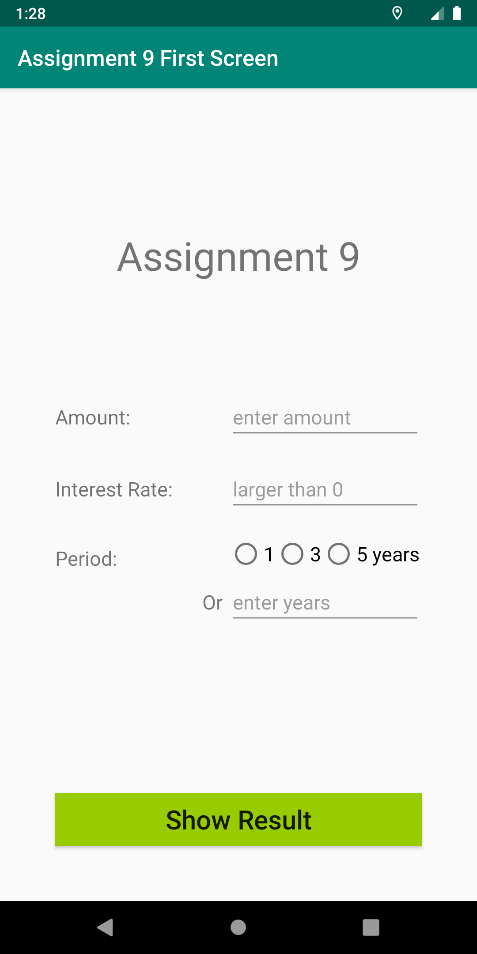 1:28
Assignment 9 First Screen
Assignment 9
Amount: enter amount
Interest Rate: larger than 0
Period: 1 3 5 years
Or enter years
Show Result